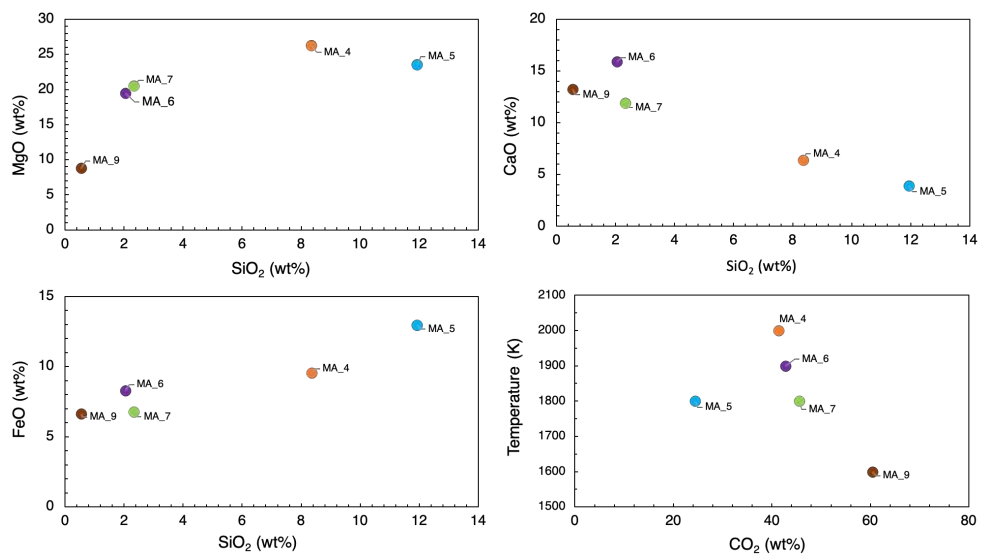 30
25
20
15
10
5
0
MgO (wt%)
MA_4
MA_5
MA_7
MA_6
MA_9
0 2 4 6 8 10 12 14
SiO₂ (wt%)
20
15
10
5
0
CaO (wt%)
MA_6
MA_9
MA_7
MA_4
MA_5
0 2 4 6 8 10 12 14
SiO₂ (wt%)
15
10
5
0
FeO (wt%)
MA_5
MA_4
MA_6
MA_9
MA_7
0 2 4 6 8 10 12 14
SiO₂ (wt%)
2100
2000
1900
1800
1700
1600
1500
Temperature (K)
MA_4
MA_6
MA_5
MA_7
MA_9
0 20 40 60 80
CO₂ (wt%)